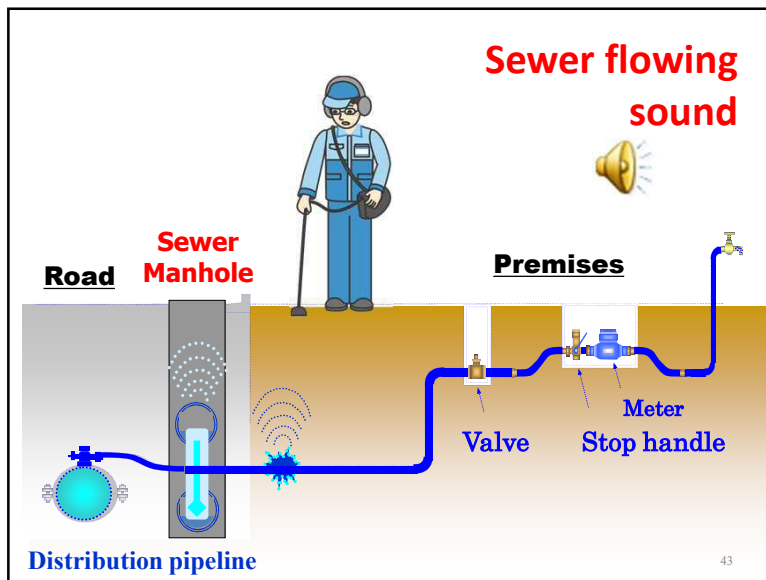 Sewer flowing
sound
Sewer
Manhole
Road
Premises
Meter
Valve
Stop handle
Distribution pipeline
43